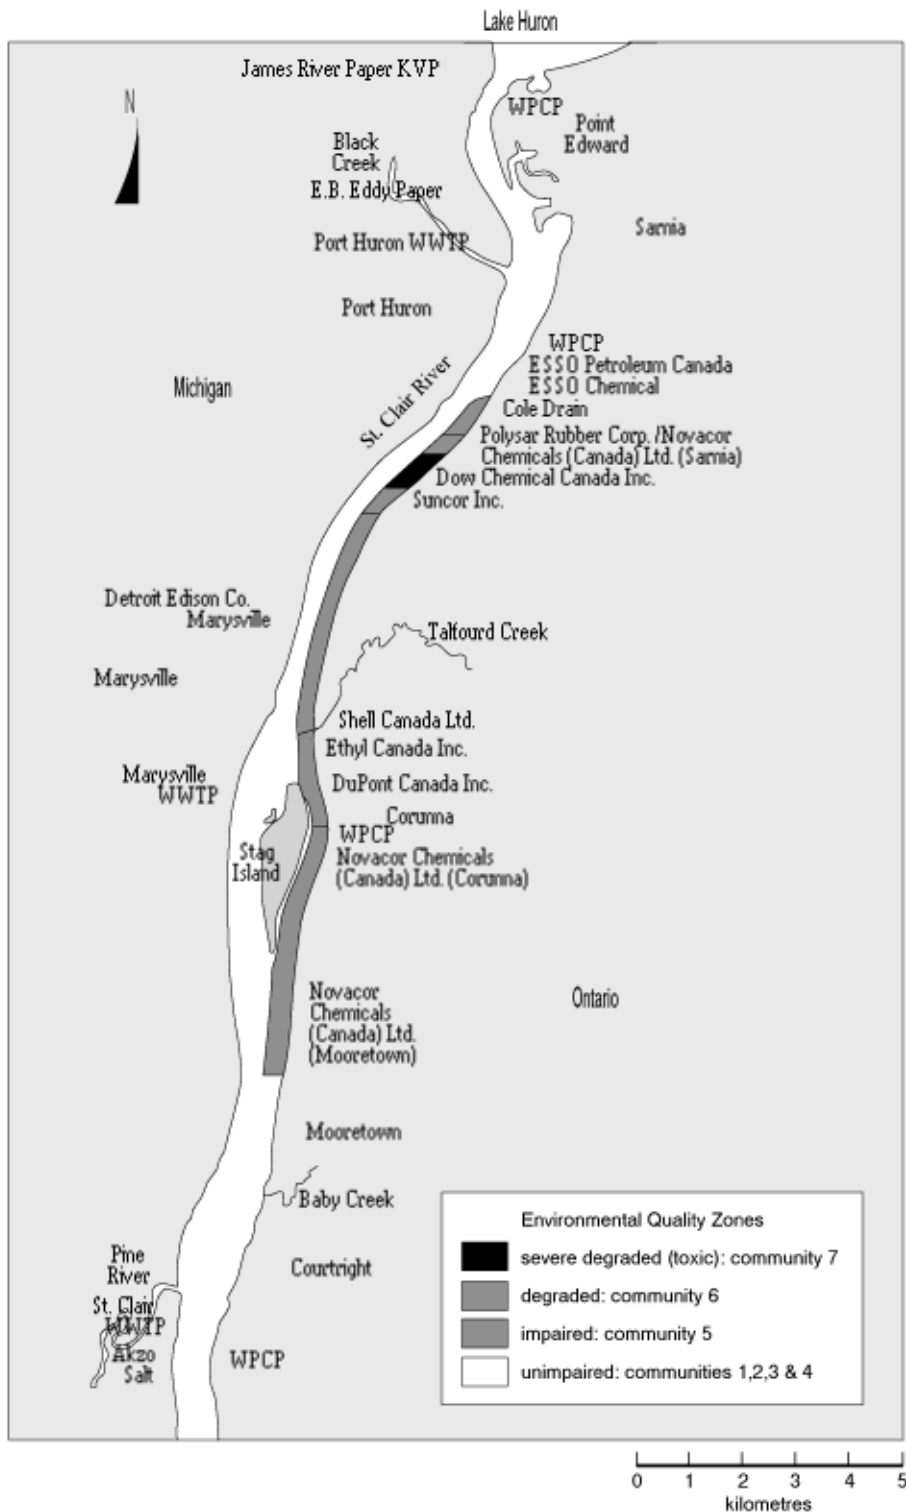 Lake Huron
James River Paper KVP
N
WPCP
Point
Edward
Black
Creek
E.B. Eddy Paper
Sarnia
Port Huron WWTP
Port Huron
WPCP
ESSO Petroleum Canada
ESSO Chemical
Michigan
St. Clair River
Cole Drain
Polysar Rubber Corp. /Novacor
Chemicals (Canada) Ltd. (Sarnia)
Dow Chemical Canada Inc.
Suncor Inc.
Detroit Edison Co.
Marysville
Talfourd Creek
Marysville
Shell Canada Ltd.
Ethyl Canada Inc.
Marysville
WWTP
DuPont Canada Inc.
Corunna
WPCP
Stag
Island
Novacor Chemicals
(Canada) Ltd. (Corunna)
Novacor
Chemicals
(Canada) Ltd.
(Mooretown)
Ontario
Mooretown
Baby Creek
Pine
River
Courtright
St. Clair
WWTP
Akzo
Salt
WPCP
Environmental Quality Zones
severe degraded (toxic): community 7
degraded: community 6
impaired: community 5
unimpaired: communities 1,2,3 & 4
0 1 2 3 4 5
kilometres